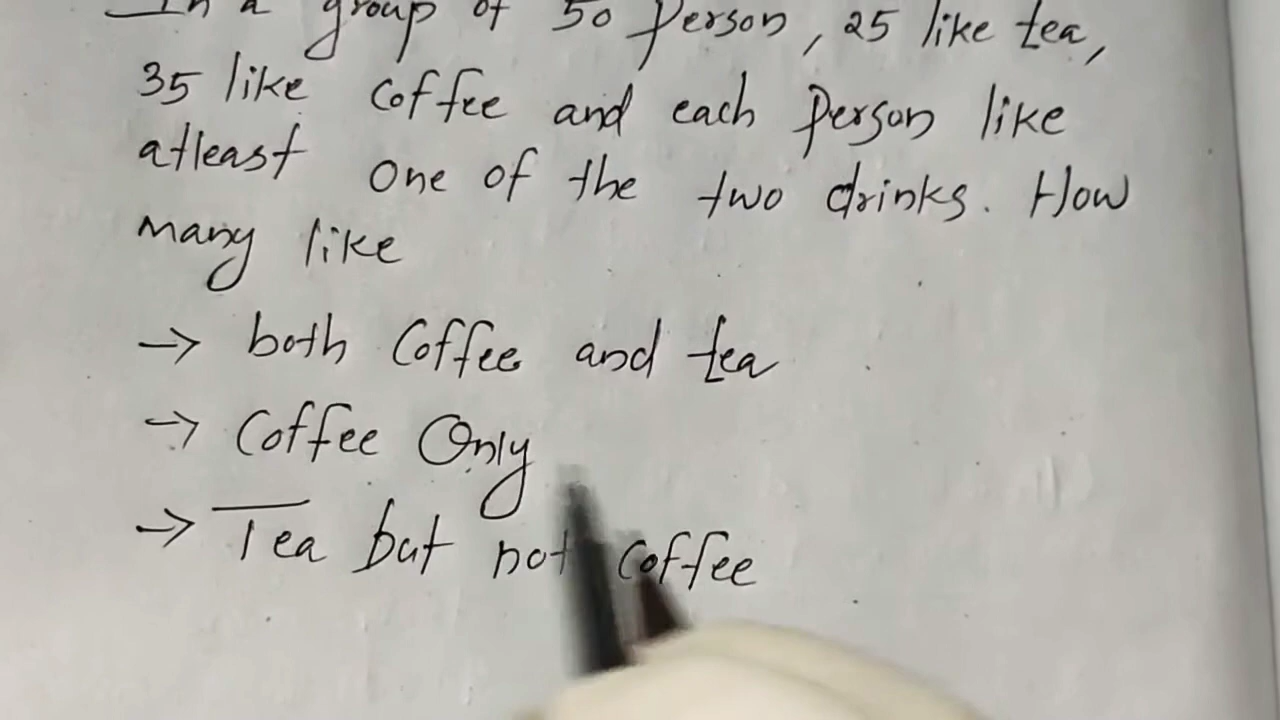 In a group of 50 person, 25 like tea,
35 like coffee and each person like
atleast one of the two drinks. How
many like
→ both Coffee and tea
→ Coffee Only
→ Tea but not coffee